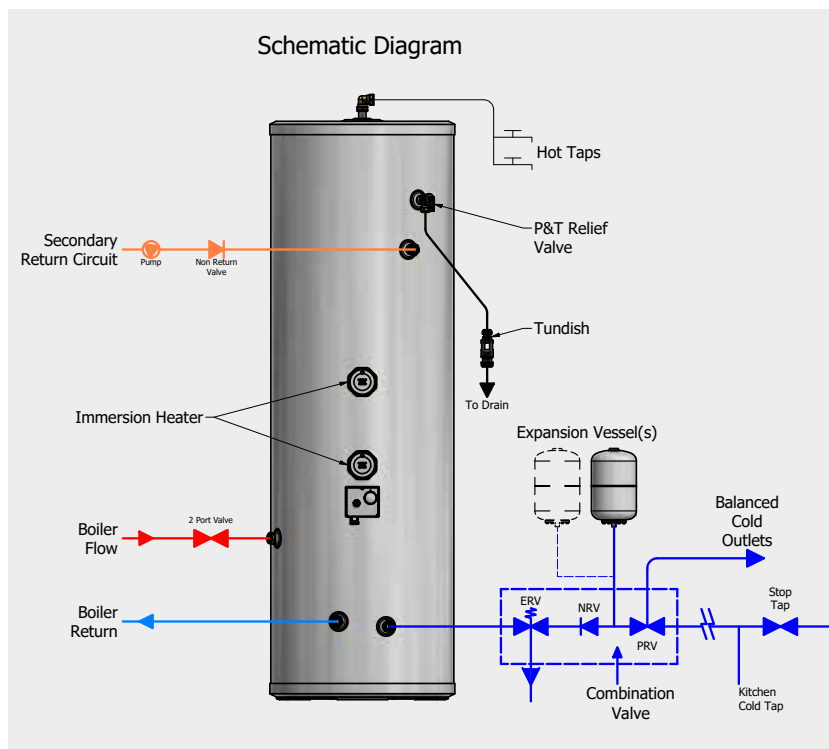 Schematic Diagram
Hot Taps
P&T Relief
Valve
Secondary
Return Circuit
Pump
Non Return
Valve
Tundish
To Drain
Immersion Heater
Expansion Vessel(s)
Balanced
Cold
Outlets
2 Port Valve
Boiler
Flow
Stop
Tap
ERV
NRV
PRV
Boiler
Return
Combination
Valve
Kitchen
Cold Tap